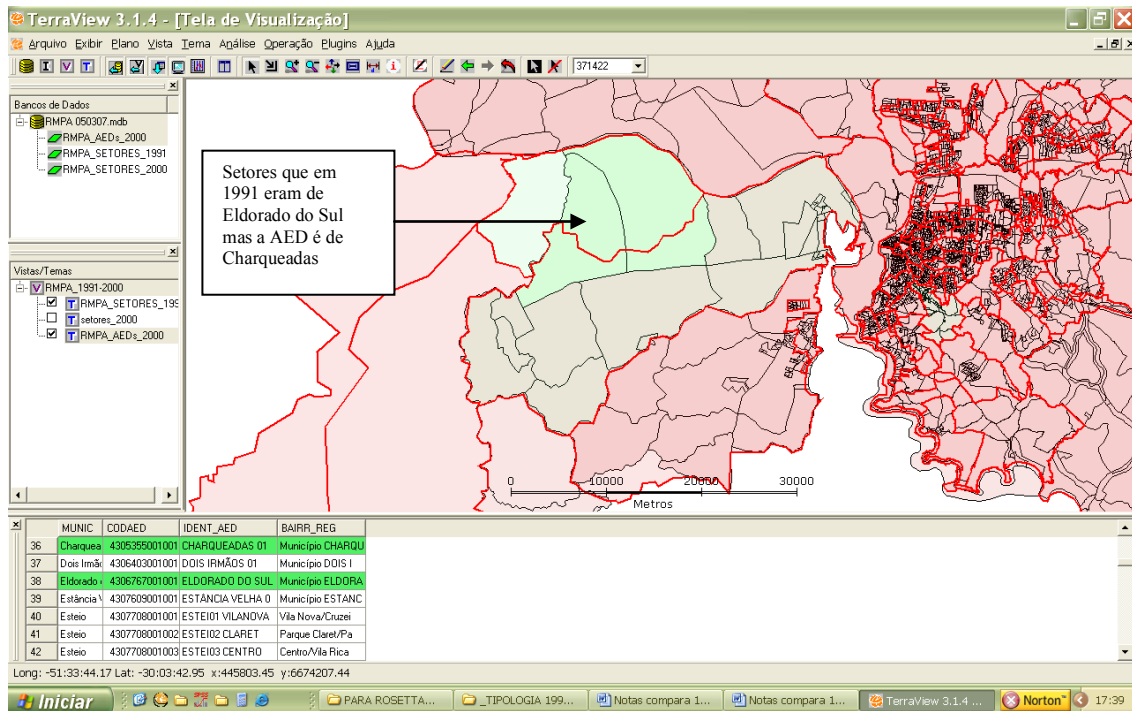 TerraView 3.1.4 - [Tela de Visualização]
Arquivo Exibir Plano Vista Tema Análise Operação Plugins Ajuda
I V T 371422
Bancos de Dados
RMPA 050307.mdb
RMPA_AEDs_2000
RMPA_SETORES_1991
RMPA_SETORES_2000
Vistas/Temas
V RMPA_1991-2000
T RMPA_SETORES_199
T setores_2000
T RMPA_AEDs_2000
Setores que em
1991 eram de
Eldorado do Sul
mas a AED é de
Charqueadas
0 10000 20000 30000
Metros
MUNIC CODAED IDENT_AED BAIRR_REG
36 Charquea 4305355001001 CHARQUEADAS 01 Município CHARQU
37 Dois Irmã 4306403001001 DOIS IRMÃOS 01 Município DOIS I
38 Eldorado 4306767001001 ELDORADO DO SUL Município ELDORA
39 Estância V 4307609001001 ESTÂNCIA VELHA 0 Município ESTANC
40 Esteio 4307708001001 ESTEI01 VILANOVA Vila Nova/Cruzei
41 Esteio 4307708001002 ESTEI02 CLARET Parque Claret/Pa
42 Esteio 4307708001003 ESTEI03 CENTRO Centro/Vila Rica
Long: -51:33:44.17 Lat: -30:03:42.95 x:445803.45 y:6674207.44
Iniciar PARA ROSETTA... _TIPOLOGIA 199... Notas compara 1... Notas compara 1... TerraView 3.1.4 ... Norton™ 17:39